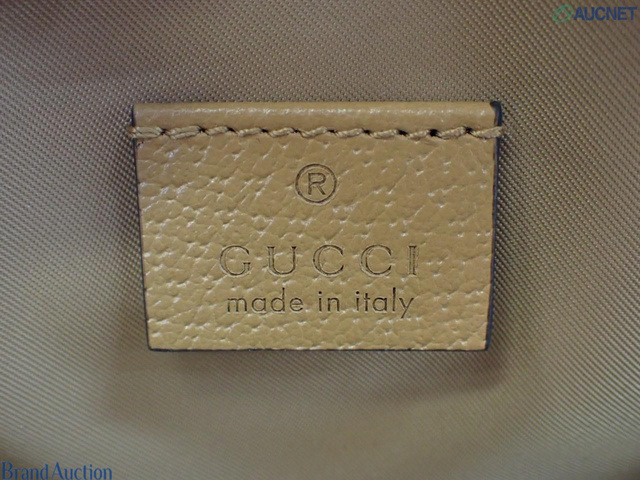 AUCNET
®
GUCCI
made in italy
Brand Auction